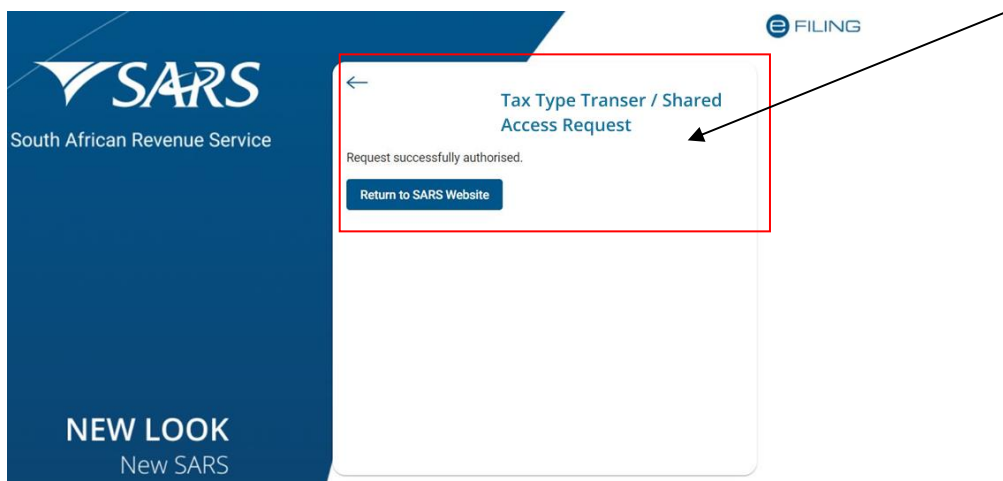 e FILING
SARS
South African Revenue Service
Tax Type Transer / Shared
Access Request
Request successfully authorised.
Return to SARS Website
NEW LOOK
New SARS